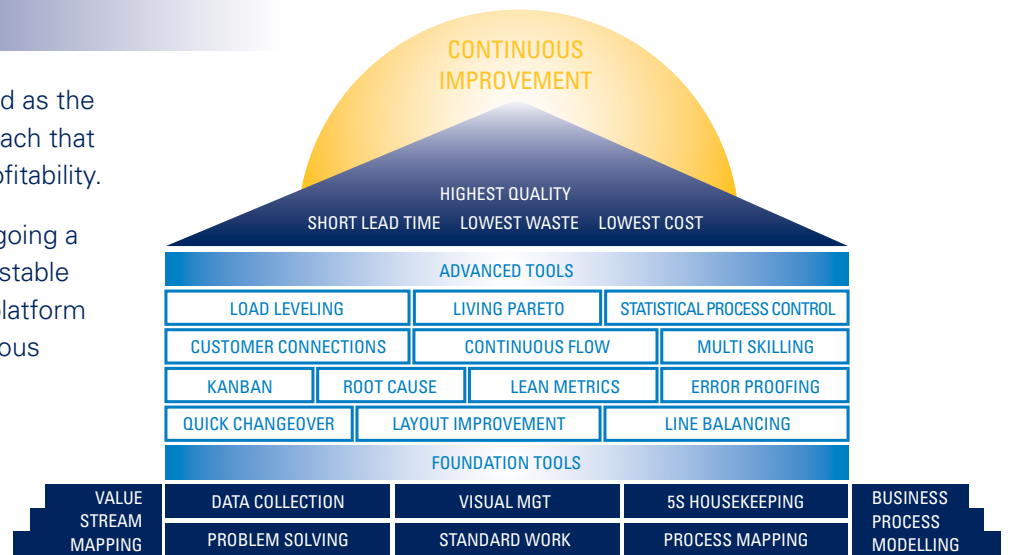 d as the
ach that
ofitability.
going a
stable
platform
ous
CONTINUOUS
IMPROVEMENT
HIGHEST QUALITY
SHORT LEAD TIME LOWEST WASTE LOWEST COST
ADVANCED TOOLS
LOAD LEVELING LIVING PARETO STATISTICAL PROCESS CONTROL
CUSTOMER CONNECTIONS CONTINUOUS FLOW MULTI SKILLING
KANBAN ROOT CAUSE LEAN METRICS ERROR PROOFING
QUICK CHANGEOVER LAYOUT IMPROVEMENT LINE BALANCING
FOUNDATION TOOLS
VALUE
STREAM
MAPPING
DATA COLLECTION VISUAL MGT 5S HOUSEKEEPING
PROBLEM SOLVING STANDARD WORK PROCESS MAPPING
BUSINESS
PROCESS
MODELLING